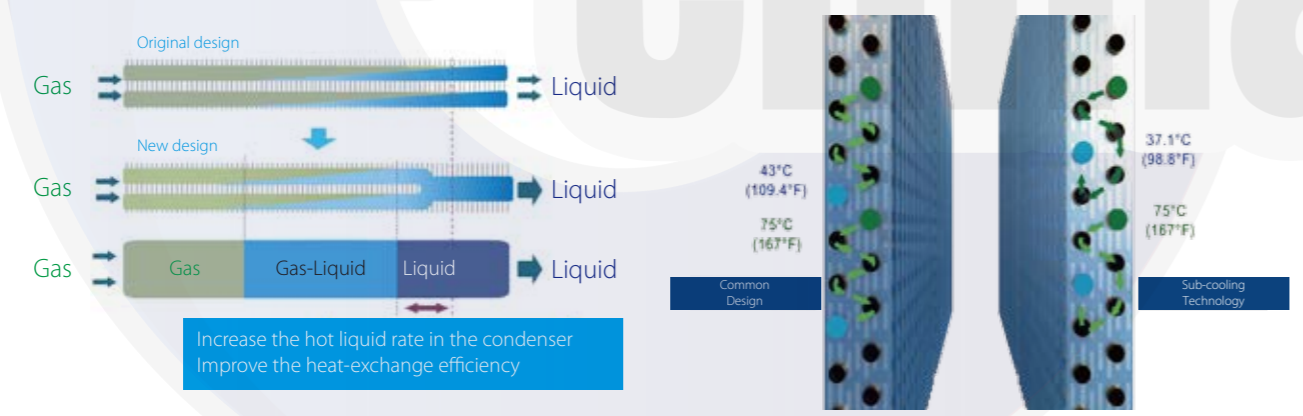 Original design
Gas
Liquid
New design
Gas
Liquid
Gas
Gas
Gas-Liquid
Liquid
Liquid
Increase the hot liquid rate in the condenser
Improve the heat-exchange efficiency
43°C
(109.4°F)
75°C
(167°F)
Common
Design
37.1°C
(98.8°F)
75°C
(167°F)
Sub-cooling
Technology